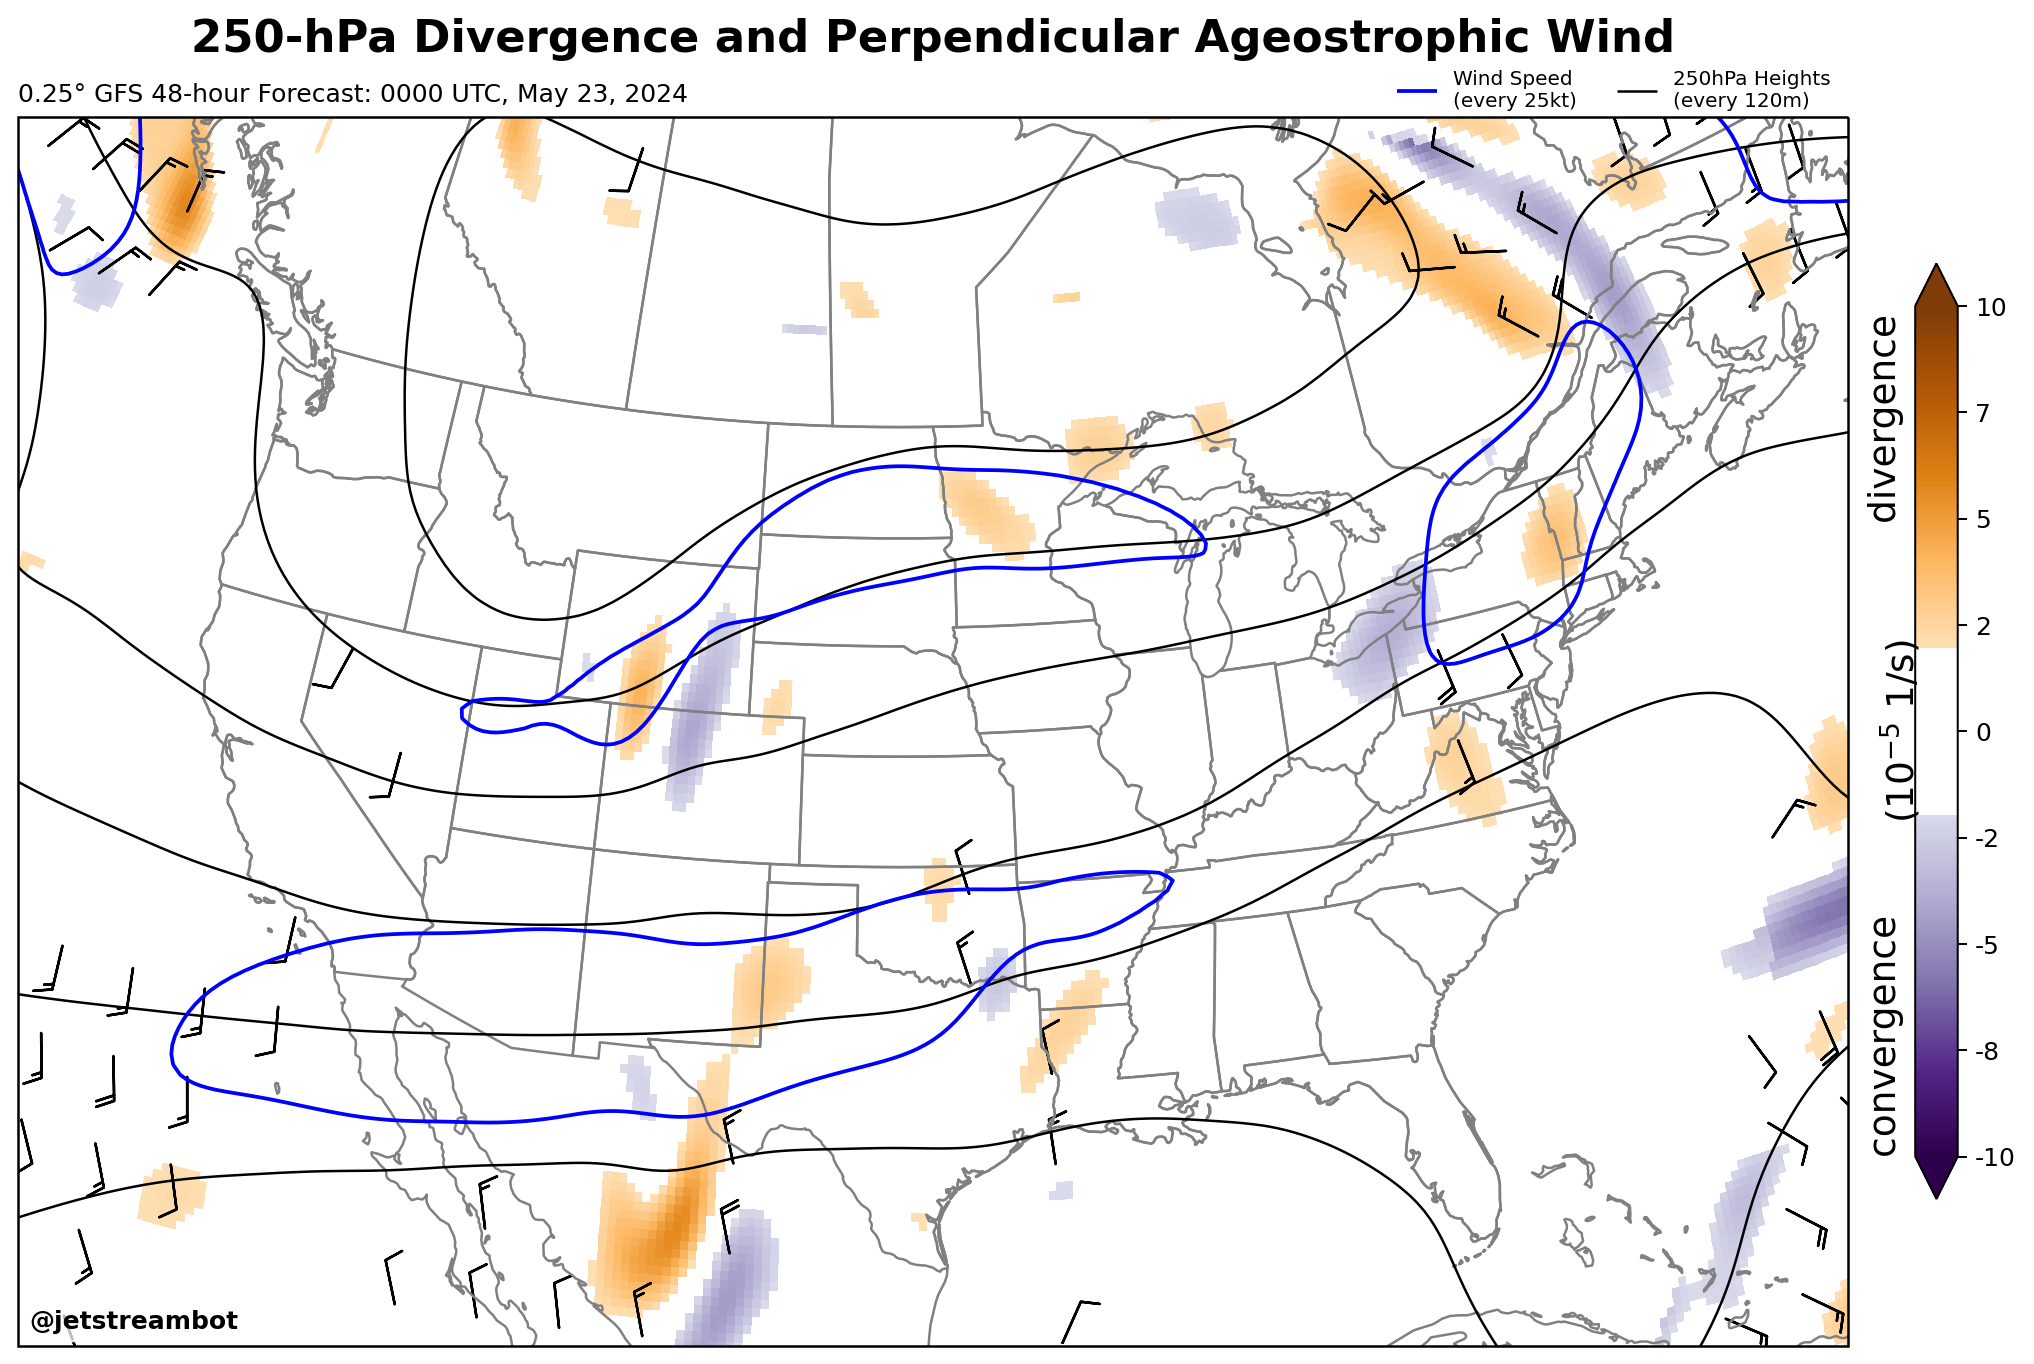 250-hPa Divergence and Perpendicular Ageostrophic Wind
0.25° GFS 48-hour Forecast: 0000 UTC, May 23, 2024
Wind Speed
(every 25kt)
250hPa Heights
(every 120m)
10
7
5
2
0
-2
-5
-8
-10
convergence (10⁻⁵ 1/s) divergence
@jetstreambot